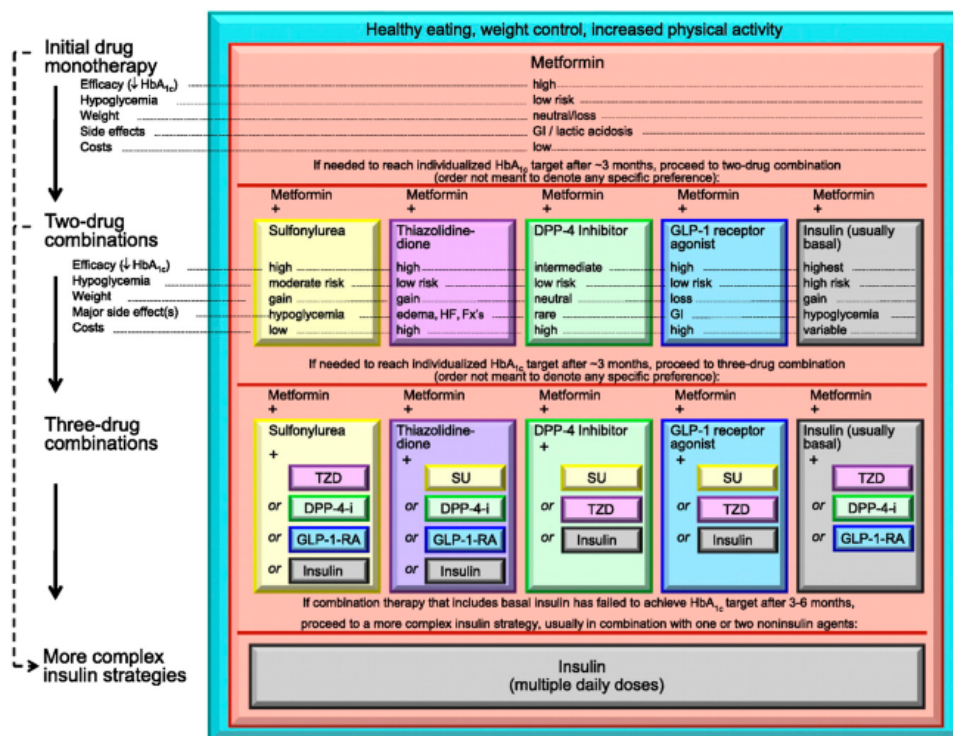 Healthy eating, weight control, increased physical activity
Initial drug
monotherapy
Metformin
Efficacy (↓ HbA1c) high
Hypoglycemia low risk
Weight neutral/loss
Side effects GI / lactic acidosis
Costs low
If needed to reach individualized HbA1c target after ~3 months, proceed to two-drug combination
(order not meant to denote any specific preference):
Metformin Metformin Metformin Metformin Metformin
+ + + + +
Two-drug
combinations
Sulfonylurea Thiazolidine- DPP-4 Inhibitor GLP-1 receptor Insulin (usually
dione agonist basal)
Efficacy (↓ HbA1c) high high intermediate high highest
Hypoglycemia moderate risk low risk low risk low risk high risk
Weight gain gain neutral loss gain
Major side effect(s) hypoglycemia edema, HF, Fx's rare GI hypoglycemia
Costs low high high high variable
If needed to reach individualized HbA1c target after ~3 months, proceed to three-drug combination
(order not meant to denote any specific preference):
Metformin Metformin Metformin Metformin Metformin
+ + + + +
Three-drug
combinations
Sulfonylurea Thiazolidine- DPP-4 Inhibitor GLP-1 receptor Insulin (usually
dione agonist basal)
+ + + + +
TZD SU SU SU TZD
or DPP-4-i or DPP-4-i or TZD or TZD or DPP-4-i
or GLP-1-RA or GLP-1-RA or Insulin or Insulin or GLP-1-RA
or Insulin or Insulin
If combination therapy that includes basal insulin has failed to achieve HbA1c target after 3-6 months,
proceed to a more complex insulin strategy, usually in combination with one or two noninsulin agents:
More complex
insulin strategies
Insulin
(multiple daily doses)